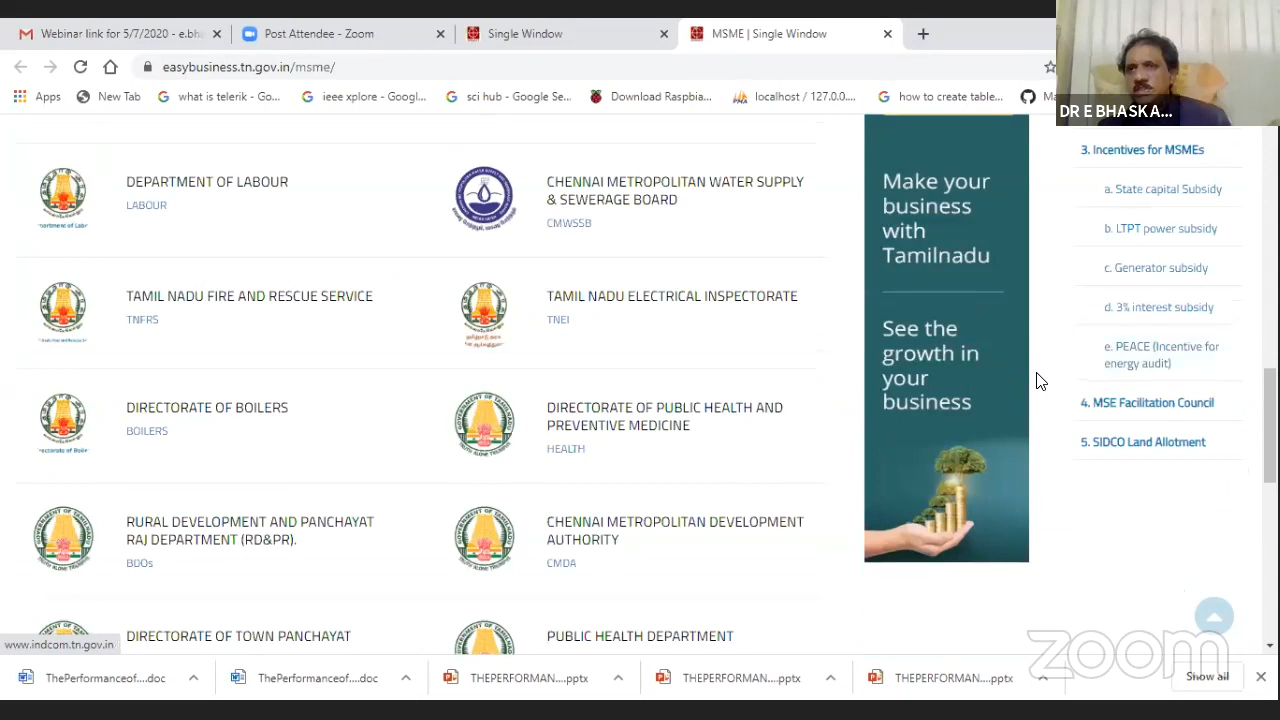 Webinar link for 5/7/2020 - e.bha
Post Attendee - Zoom
Single Window
MSME | Single Window
easybusiness.tn.gov.in/msme/
Apps
New Tab
what is telerik - Go...
ieee xplore - Googl...
sci hub - Google Se...
Download Raspbia...
localhost / 127.0.0....
how to create table...
DR E BHASK A...
DEPARTMENT OF LABOUR
LABOUR
CHENNAI METROPOLITAN WATER SUPPLY
& SEWERAGE BOARD
CMWSSB
TAMIL NADU FIRE AND RESCUE SERVICE
TNFRS
TAMIL NADU ELECTRICAL INSPECTORATE
TNEI
DIRECTORATE OF BOILERS
BOILERS
DIRECTORATE OF PUBLIC HEALTH AND
PREVENTIVE MEDICINE
HEALTH
RURAL DEVELOPMENT AND PANCHAYAT
RAJ DEPARTMENT (RD&PR).
BDOs
CHENNAI METROPOLITAN DEVELOPMENT
AUTHORITY
CMDA
DIRECTORATE OF TOWN PANCHAYAT
PUBLIC HEALTH DEPARTMENT
Make your
business
with
Tamilnadu
See the
growth in
your
business
3. Incentives for MSMEs
a. State capital Subsidy
b. LTPT power subsidy
c. Generator subsidy
d. 3% interest subsidy
e. PEACE (Incentive for
energy audit)
4. MSE Facilitation Council
5. SIDCO Land Allotment
www.indcom.tn.gov.in
zoom
ThePerformanceof....doc
ThePerformanceof....doc
THEPERFORMAN....pptx
THEPERFORMAN....pptx
THEPERFORMAN....pptx
Show all